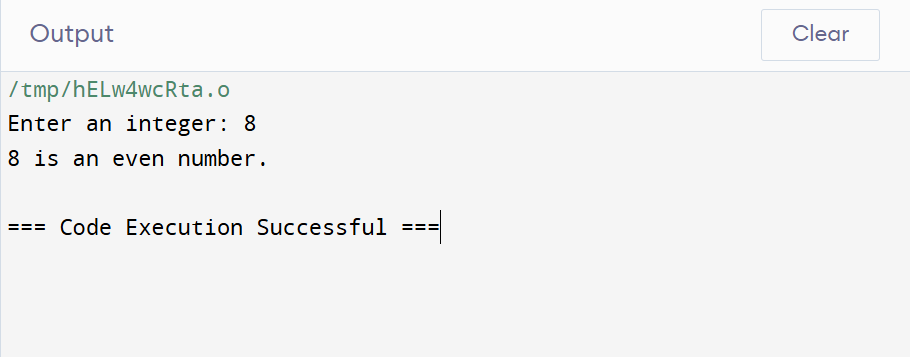 Output
Clear
/tmp/hELw4wcRta.o
Enter an integer: 8
8 is an even number.
=== Code Execution Successful ===